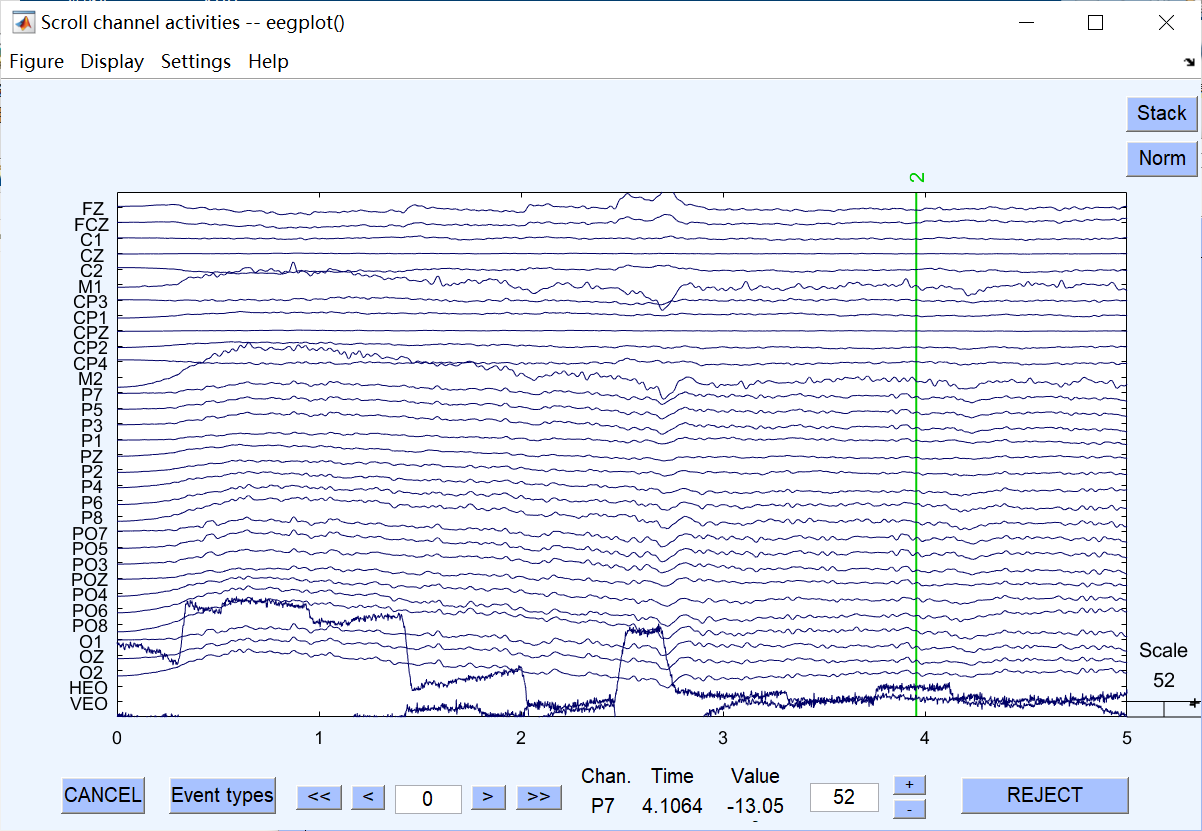 Scroll channel activities -- eegplot()
Figure Display Settings Help
Stack
Norm
2
FZ
FCZ
C1
CZ
C2
M1
CP3
CP1
CPZ
CP2
CP4
M2
P7
P5
P3
P1
PZ
P2
P4
P6
P8
PO7
PO5
PO3
POZ
PO4
PO6
PO8
O1
OZ
O2
HEO
VEO
Scale
52
0 1 2 3 4 5
Chan. Time Value
CANCEL Event types << < 0 > >> P7 4.1064 -13.05 52 + - REJECT